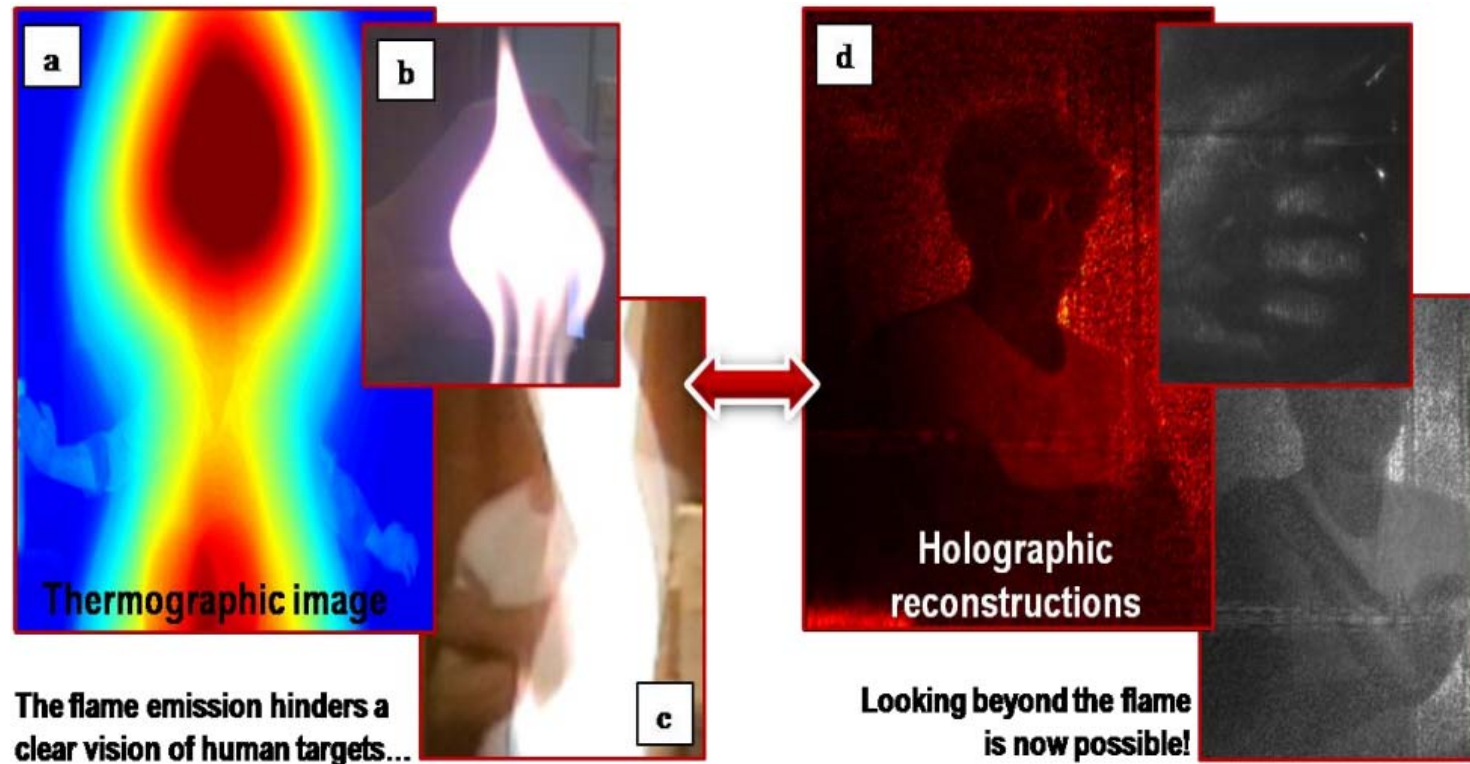 a
b
Thermographic image
c
The flame emission hinders a
clear vision of human targets...
d
Holographic
reconstructions
Looking beyond the flame
is now possible!